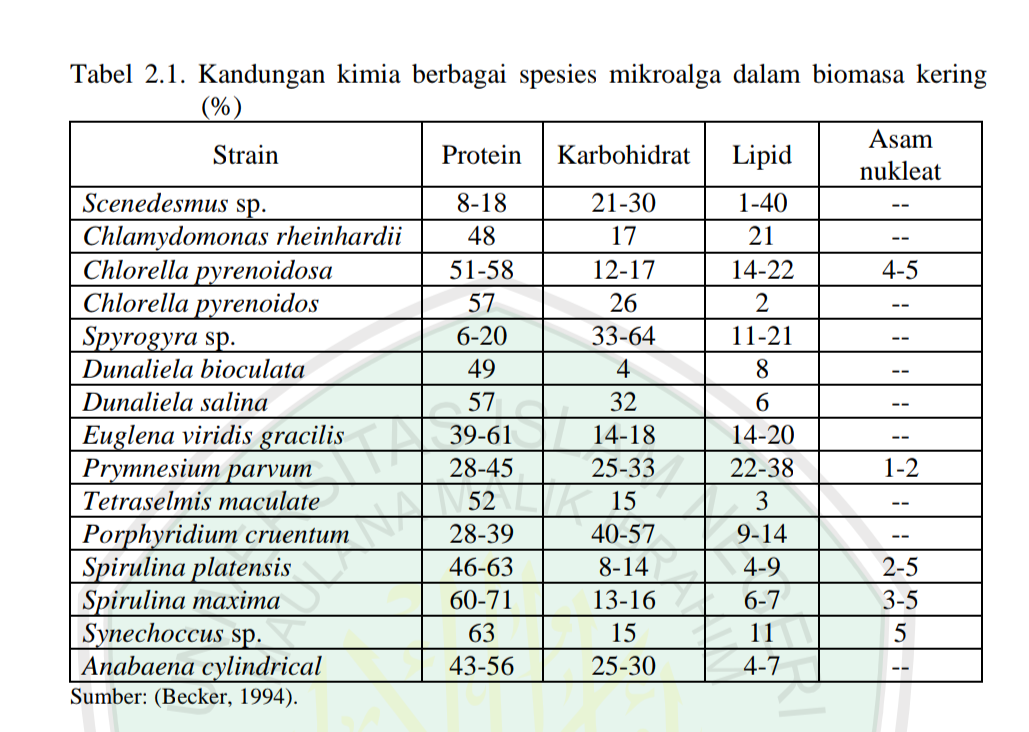 Tabel 2.1. Kandungan kimia berbagai spesies mikroalga dalam biomasa kering
(%)
Strain Protein Karbohidrat Lipid Asam nukleat
Scenedesmus sp. 8-18 21-30 1-40 --
Chlamydomonas rheinhardii 48 17 21 --
Chlorella pyrenoidosa 51-58 12-17 14-22 4-5
Chlorella pyrenoidos 57 26 2 --
Spyrogyra sp. 6-20 33-64 11-21 --
Dunaliela bioculata 49 4 8 --
Dunaliela salina 57 32 6 --
Euglena viridis gracilis 39-61 14-18 14-20 --
Prymnesium parvum 28-45 25-33 22-38 1-2
Tetraselmis maculate 52 15 3 --
Porphyridium cruentum 28-39 40-57 9-14 --
Spirulina platensis 46-63 8-14 4-9 2-5
Spirulina maxima 60-71 13-16 6-7 3-5
Synechoccus sp. 63 15 11 5
Anabaena cylindrical 43-56 25-30 4-7 --
Sumber: (Becker, 1994).
UNIVERSITAS ISLAM NEGERI
MAULANA MALIK IBRAHIM